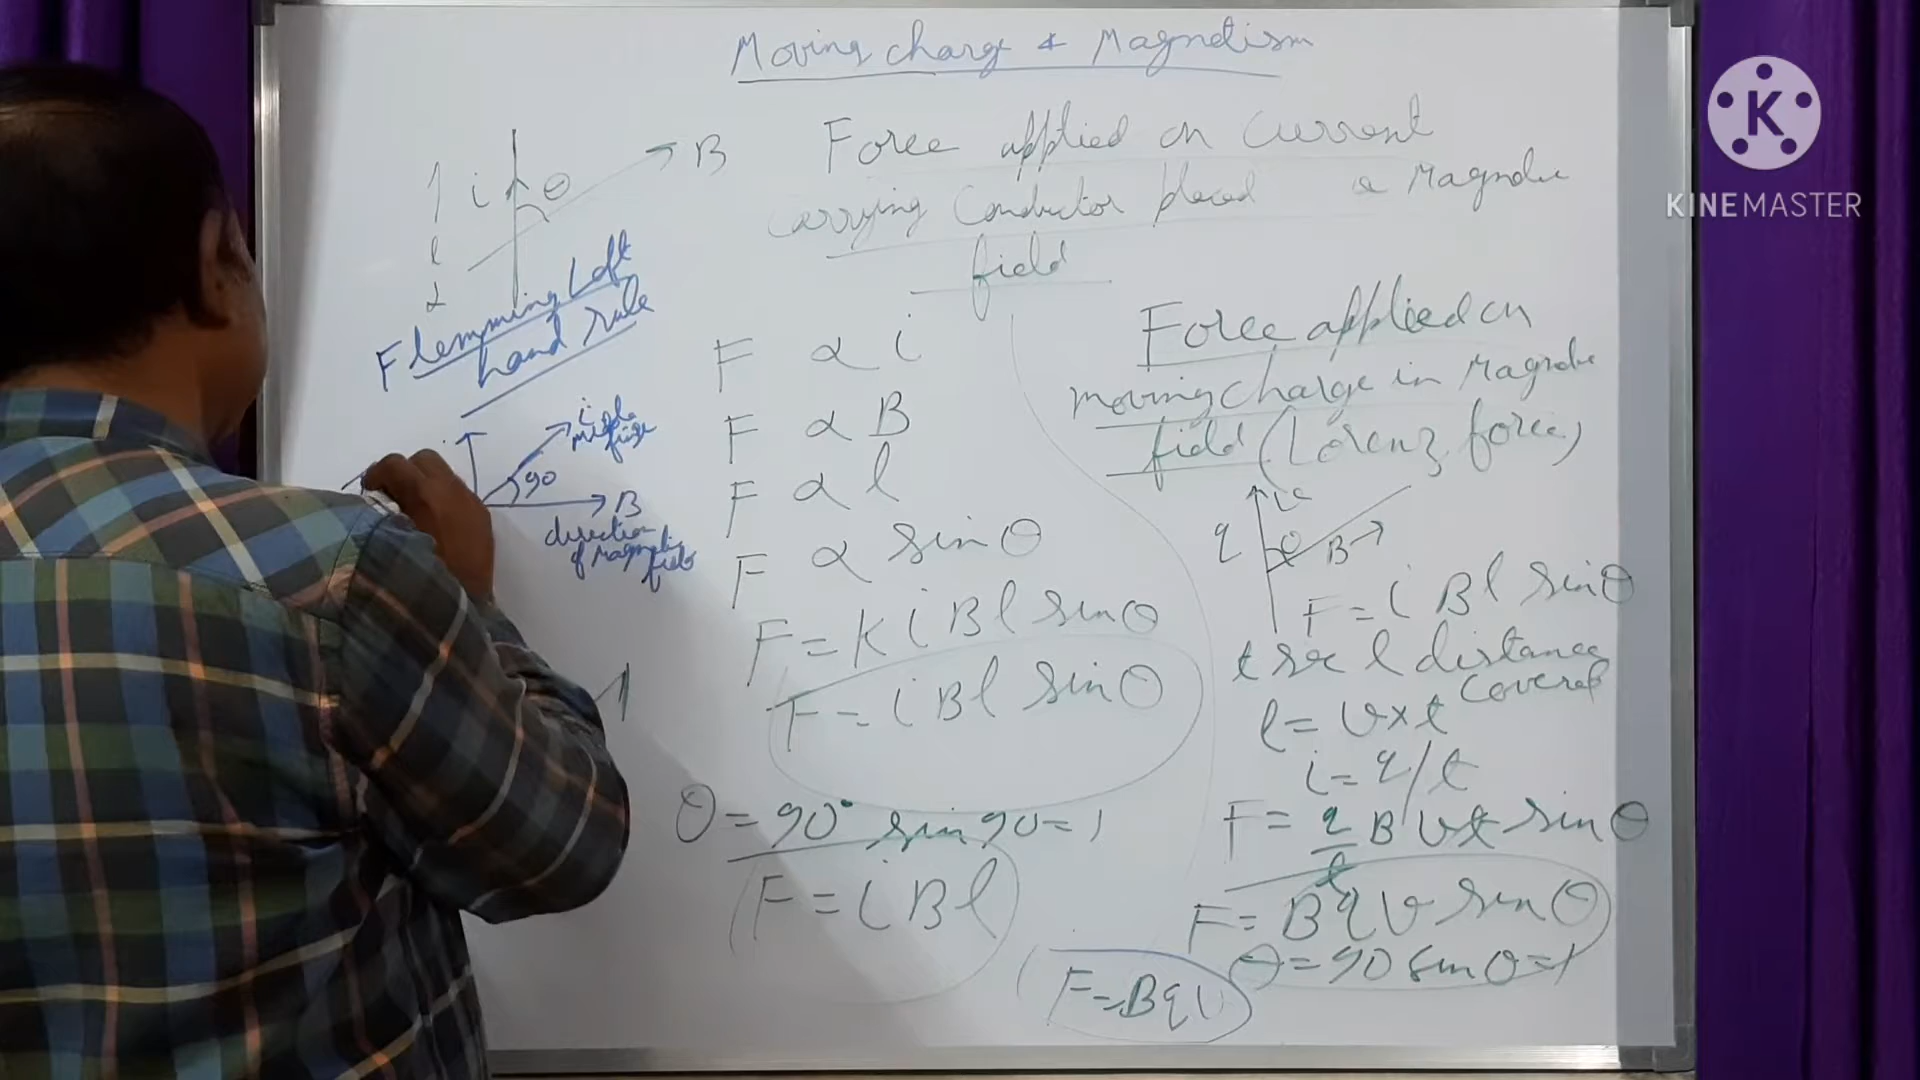 Moving charge & Magnetism
Force applied on Current
carrying Conductor placed a Magnetic
field
i θ B
l
Flemming Left
hand rule
i middle
90
B
direction
of magnetic
field
F α i
F α B
F α l
F α sinθ
F = K i B l sinθ
F = i B l sinθ
θ = 90° sin 90 = 1
F = i B l
Force applied on
moving charge in Magnetic
field (Lorenz force)
q θ B
F = i B l sinθ
t sec l distance
covered
l = v x t
i = q/t
F = q/t B v t sinθ
F = B q v sinθ
θ = 90 sin θ = 1
F = B q v
KINEMASTER